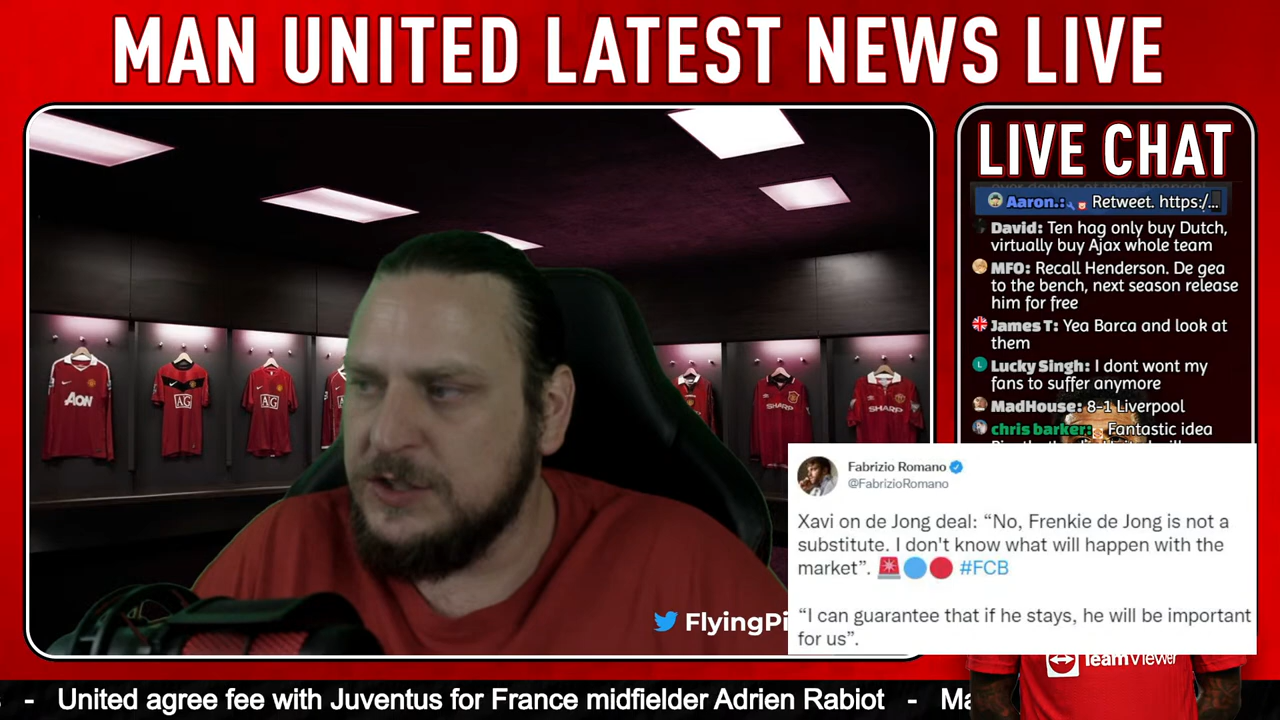 MAN UNITED LATEST NEWS LIVE
AON
AG
AG
SHARP
SHARP
FlyingPi
LIVE CHAT
Aaron.: Retweet. https:/...
David: Ten hag only buy Dutch,
virtually buy Ajax whole team
MFO: Recall Henderson. De gea
to the bench, next season release
him for free
James T: Yea Barca and look at
them
Lucky Singh: I dont wont my
fans to suffer anymore
MadHouse: 8-1 Liverpool
chris barker: Fantastic idea
Fabrizio Romano
@FabrizioRomano
Xavi on de Jong deal: “No, Frenkie de Jong is not a
substitute. I don't know what will happen with the
market”. 🚨🔵🔴 #FCB
“I can guarantee that if he stays, he will be important
for us”.
TeamViewer
- United agree fee with Juventus for France midfielder Adrien Rabiot - Ma